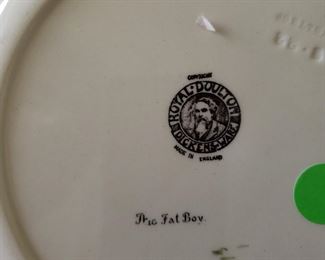 COPYRIGHT
ROYAL·DOULTON
DICKENS WARE
MADE IN ENGLAND
The Fat Boy.